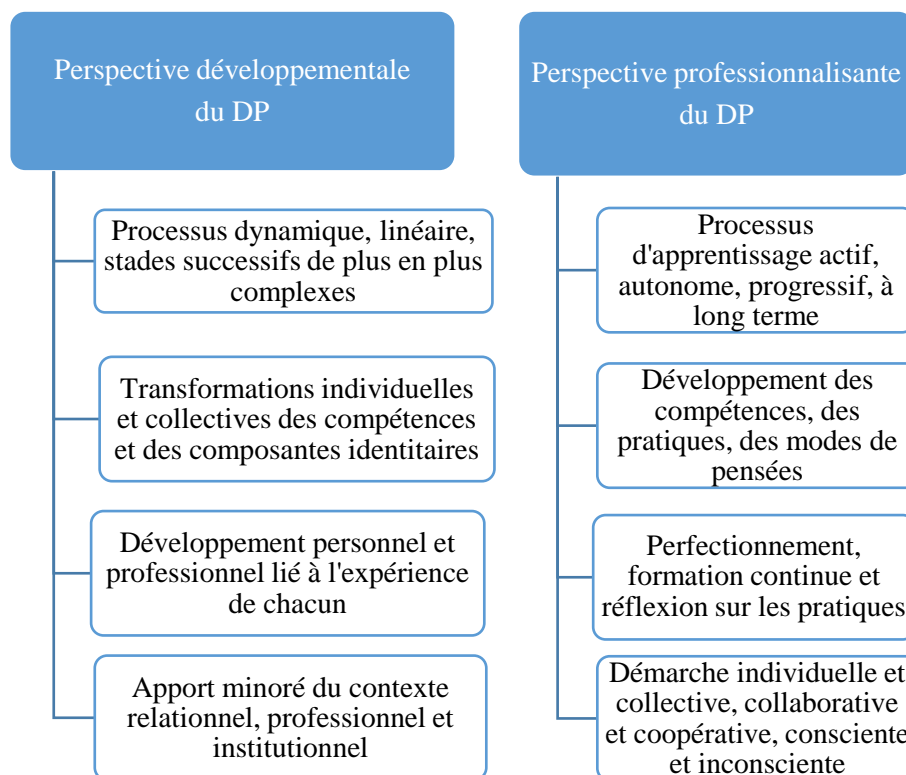 Perspective développementale
du DP
Processus dynamique, linéaire,
stades successifs de plus en plus
complexes
Transformations individuelles
et collectives des compétences
et des composantes identitaires
Développement personnel et
professionnel lié à l'expérience
de chacun
Apport minoré du contexte
relationnel, professionnel et
institutionnel
Perspective professionnalisante
du DP
Processus
d'apprentissage actif,
autonome, progressif, à
long terme
Développement des
compétences, des
pratiques, des modes de
pensées
Perfectionnement,
formation continue et
réflexion sur les pratiques
Démarche individuelle et
collective, collaborative
et coopérative, consciente
et inconsciente